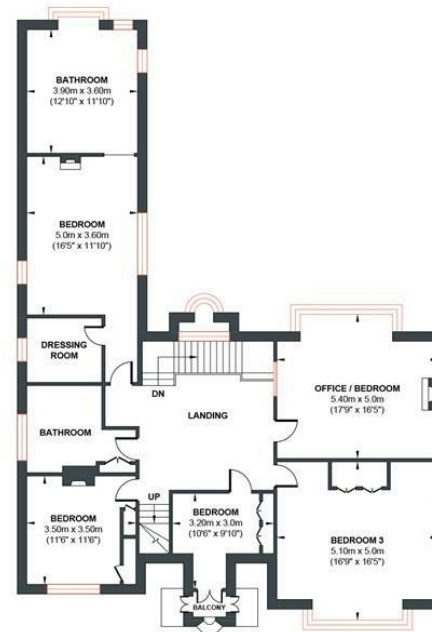 BATHROOM
3.90m x 3.60m
(12'10" x 11'10")
BEDROOM
5.0m x 3.60m
(16'5" x 11'10")
DRESSING
ROOM
BATHROOM
BEDROOM
3.50m x 3.50m
(11'6" x 11'6")
DN
LANDING
UP
BEDROOM
3.20m x 3.0m
(10'6" x 9'10")
BALCONY
OFFICE / BEDROOM
5.40m x 5.0m
(17'9" x 16'5")
BEDROOM 3
5.10m x 5.0m
(16'9" x 16'5")